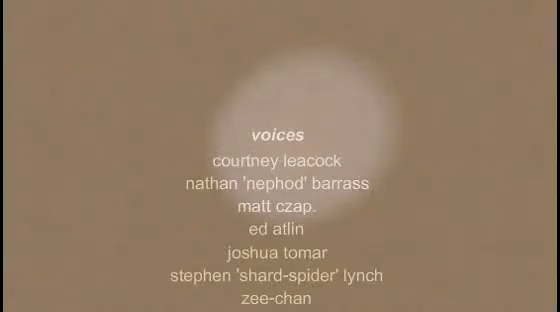 voices
courtney leacock
nathan 'nephod' barrass
matt czap.
ed atlin
joshua tomar
stephen 'shard-spider' lynch
zee-chan